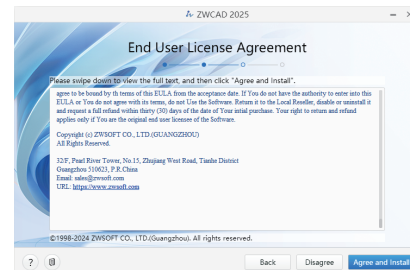 ZWCAD 2025
End User License Agreement
Please swipe down to view the full text, and then click "Agree and Install".
agree to be bound by th terms of this EULA from the acceptance date. If You do not have the authority to enter into this
EULA or You do not agree with its terms, do not Use the Software. Return it to the Local Reseller, disable or uninstall it
and request a full refund within thirty (30) days of the date of Your intial purchase. Your right to return and refund
applies only if You are the original end user licensee of the Software.
Copyright (c) ZWSOFT CO., LTD.(GUANGZHOU)
All Rights Reserved.
32/F, Pearl River Tower, No.15, Zhujiang West Road, Tianhe District
Guangzhou 510623, P.R.China
Email: sales@zwsoft.com
URL: https://www.zwsoft.com
©1998-2024 ZWSOFT CO., LTD.(Guangzhou). All rights reserved.
? Back Disagree Agree and Install